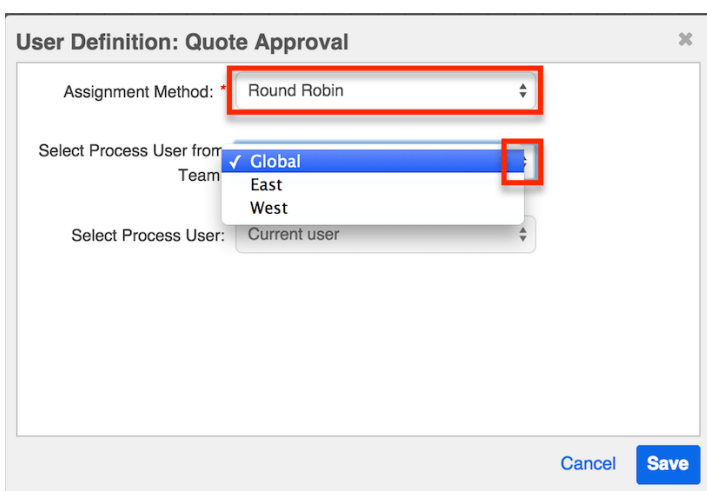 User Definition: Quote Approval
Assignment Method: * Round Robin
Select Process User from
Team
✓ Global
East
West
Select Process User: Current user
Cancel Save